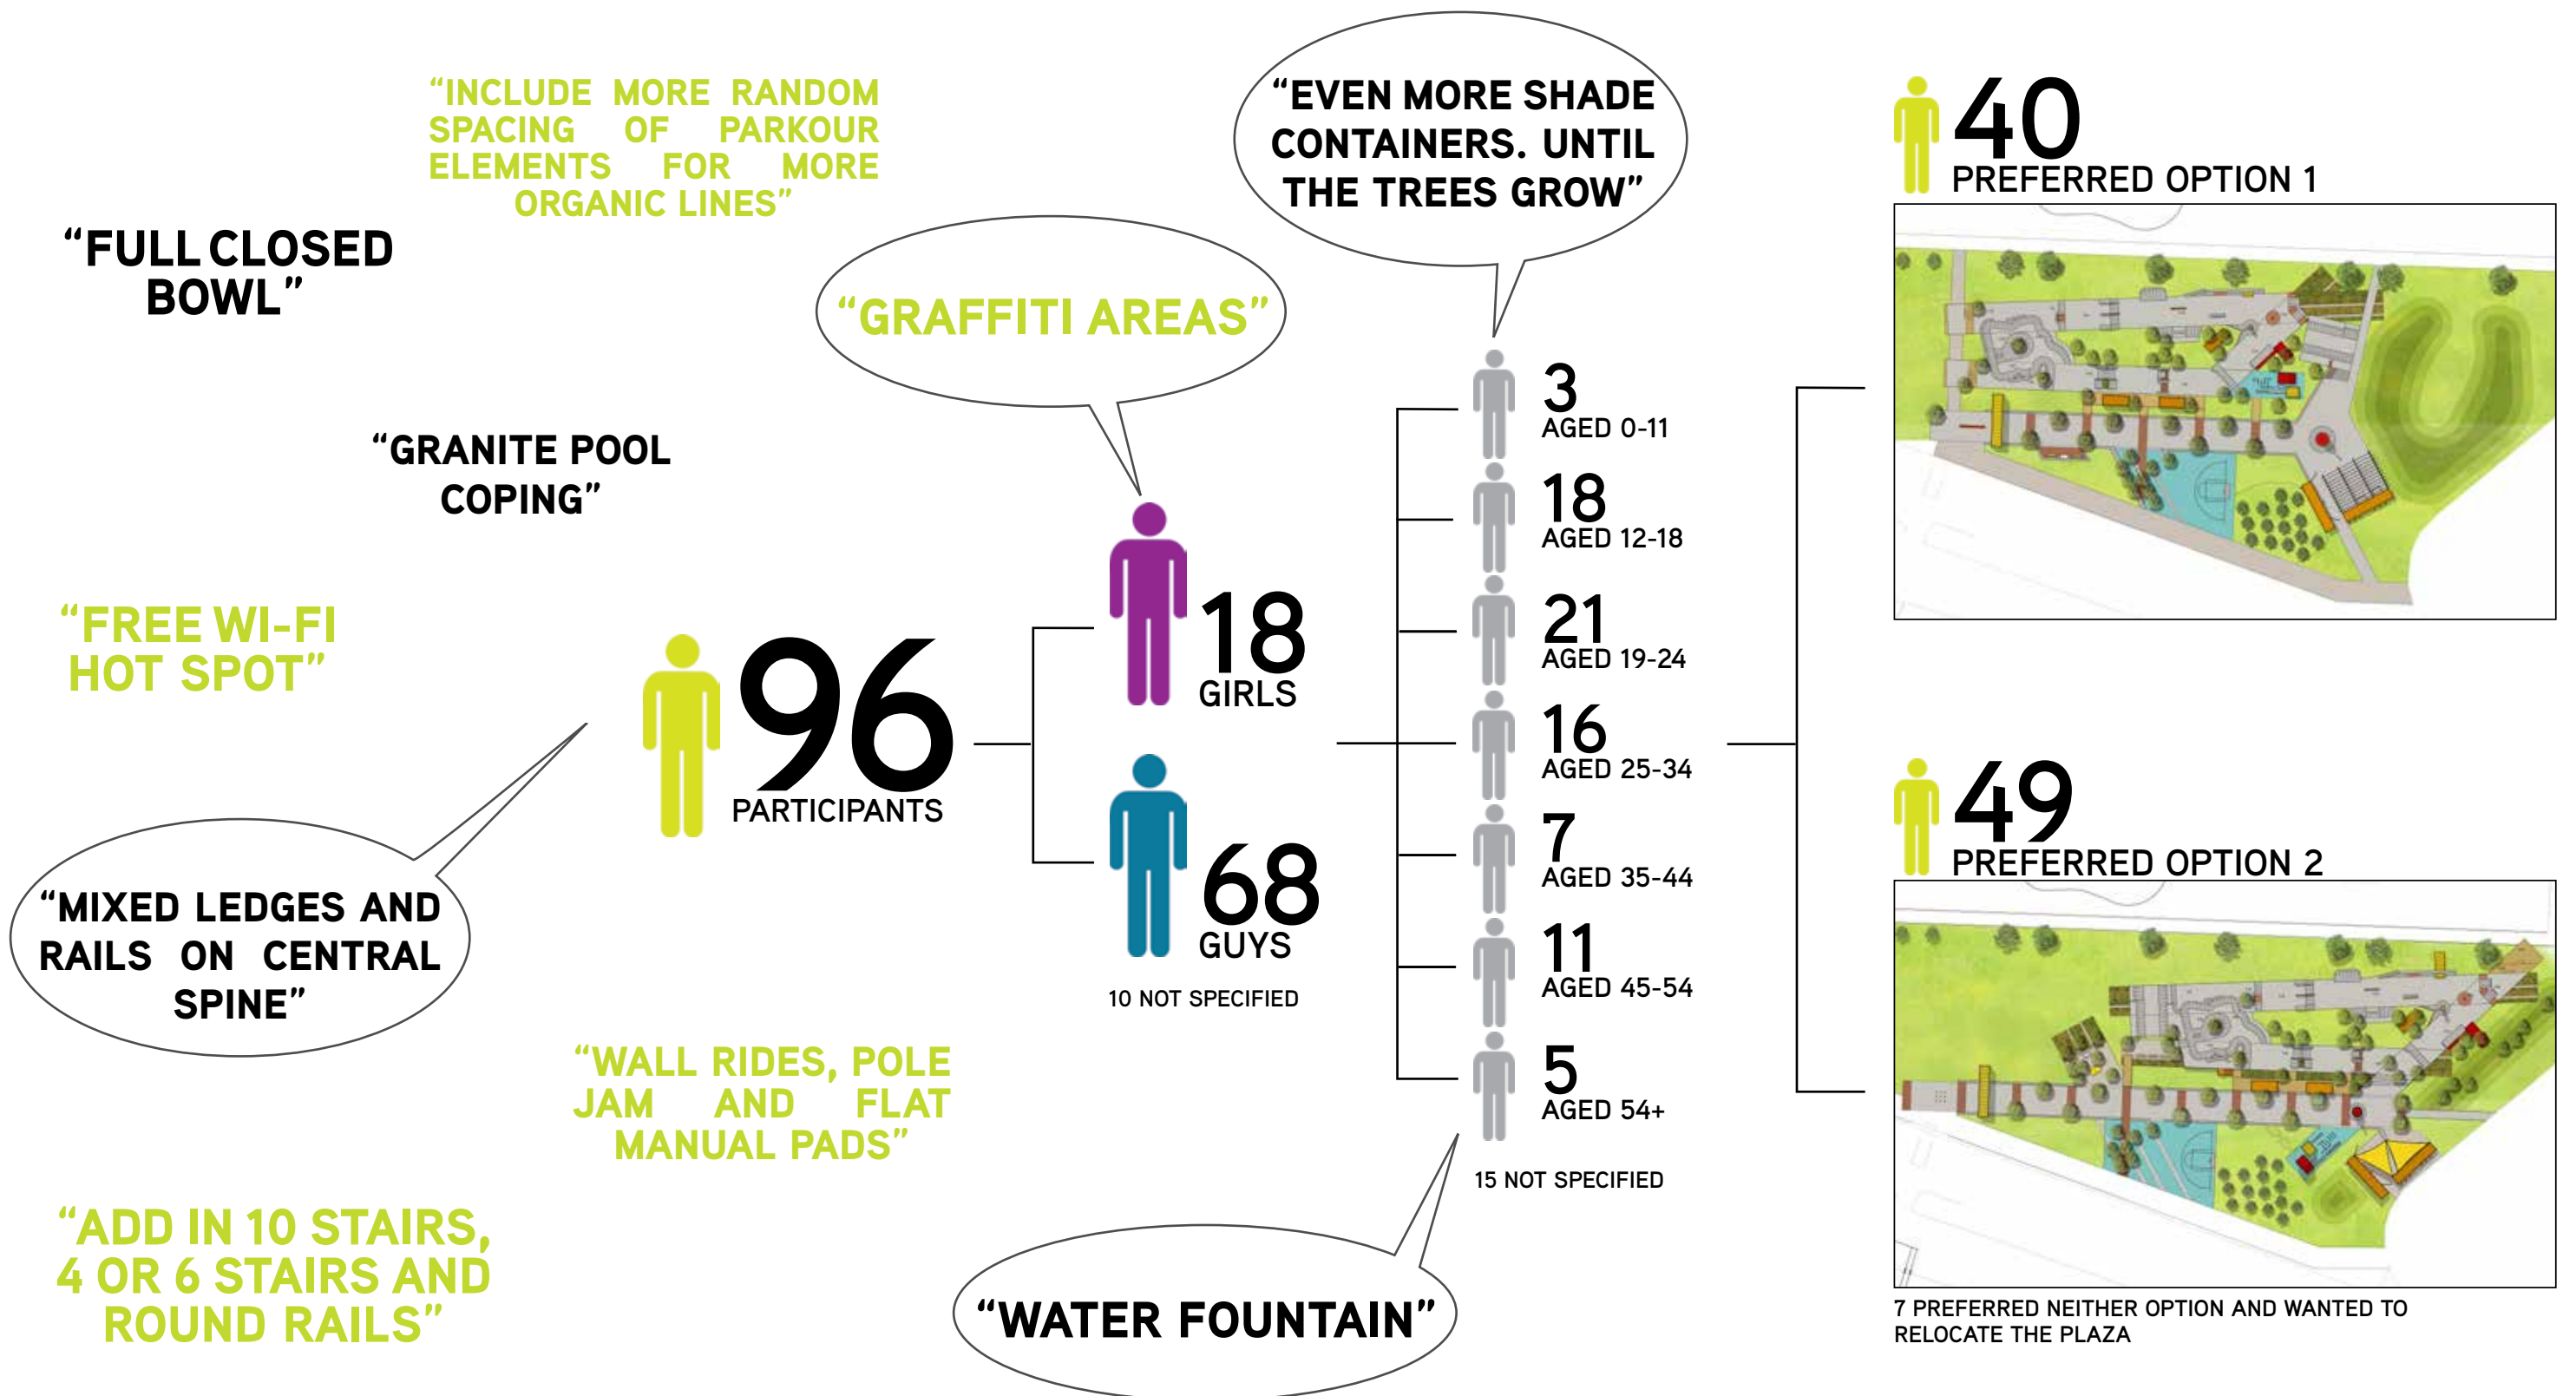 “INCLUDE MORE RANDOM
SPACING OF PARKOUR
ELEMENTS FOR MORE
ORGANIC LINES”
“FULL CLOSED
BOWL”
“GRANITE POOL
COPING”
“FREE WI-FI
HOT SPOT”
“MIXED LEDGES AND
RAILS ON CENTRAL
SPINE”
“WALL RIDES, POLE
JAM AND FLAT
MANUAL PADS”
“ADD IN 10 STAIRS,
4 OR 6 STAIRS AND
ROUND RAILS”
96
PARTICIPANTS
“GRAFFITI AREAS”
18
GIRLS
68
GUYS
10 NOT SPECIFIED
“EVEN MORE SHADE
CONTAINERS. UNTIL
THE TREES GROW”
3
AGED 0-11
18
AGED 12-18
21
AGED 19-24
16
AGED 25-34
7
AGED 35-44
11
AGED 45-54
5
AGED 54+
15 NOT SPECIFIED
“WATER FOUNTAIN”
40
PREFERRED OPTION 1
49
PREFERRED OPTION 2
7 PREFERRED NEITHER OPTION AND WANTED TO
RELOCATE THE PLAZA